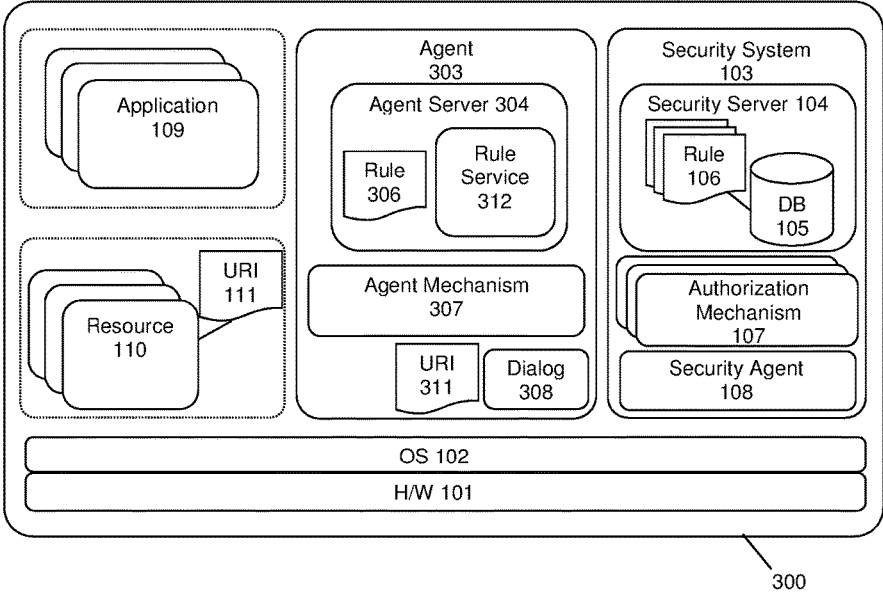 Application
109
URI
111
Resource
110
Agent
303
Agent Server 304
Rule
306
Rule
Service
312
Agent Mechanism
307
URI
311
Dialog
308
Security System
103
Security Server 104
Rule
106
DB
105
Authorization
Mechanism
107
Security Agent
108
OS 102
H/W 101
300